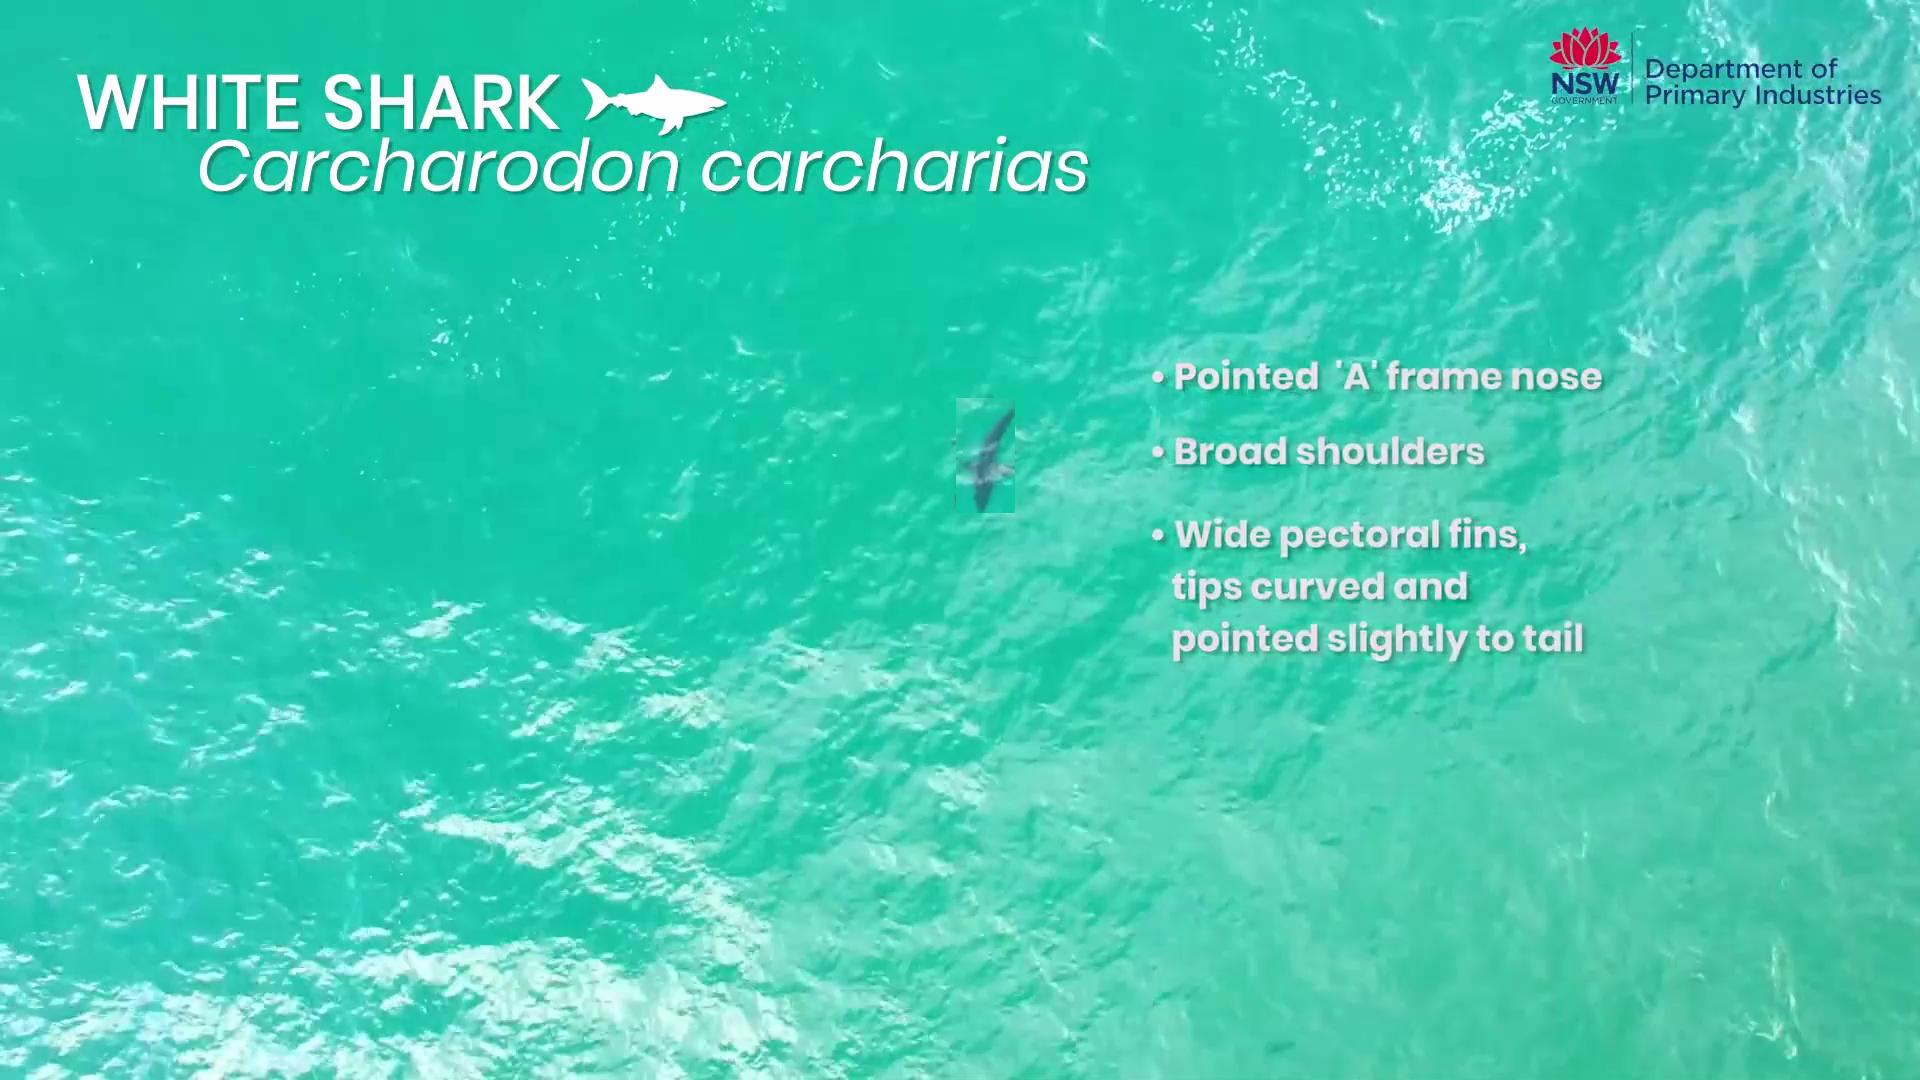 WHITE SHARK
Carcharodon carcharias
NSW
GOVERNMENT
Department of
Primary Industries
• Pointed 'A' frame nose
• Broad shoulders
• Wide pectoral fins,
tips curved and
pointed slightly to tail